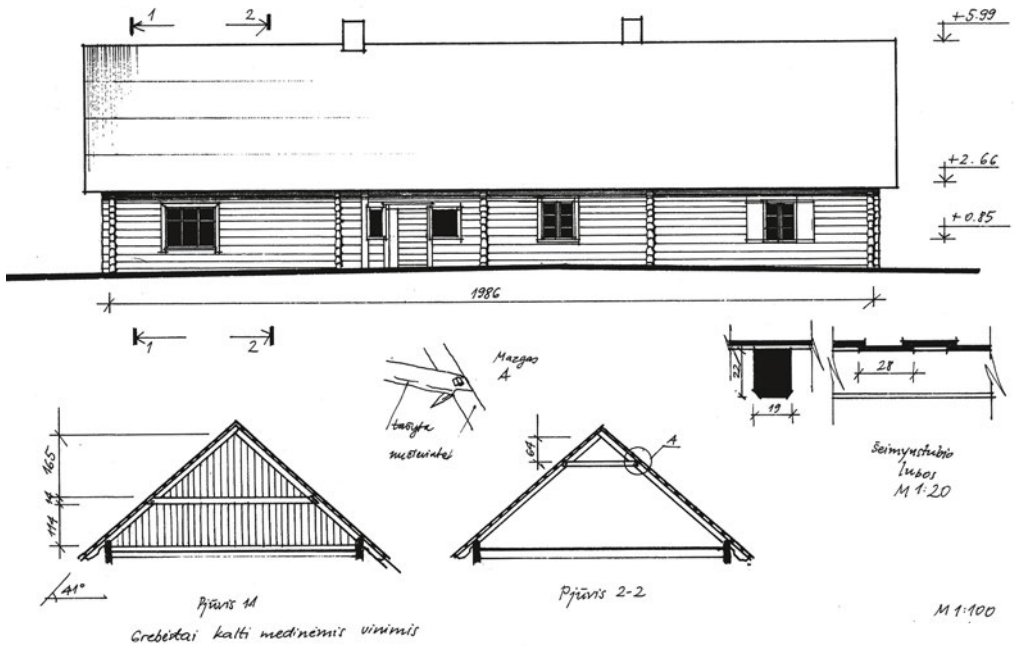 1 2
+5.99
+2.66
+0.85
1986
1 2
Mazgas
A
tašyta
22
19
28
šeimynstubio
lubos
M 1:20
165
14
114
64
A
41°
Pjūvis 1-1
Pjūvis 2-2
Grebėstai kalti medinėmis vinimis
M 1:100